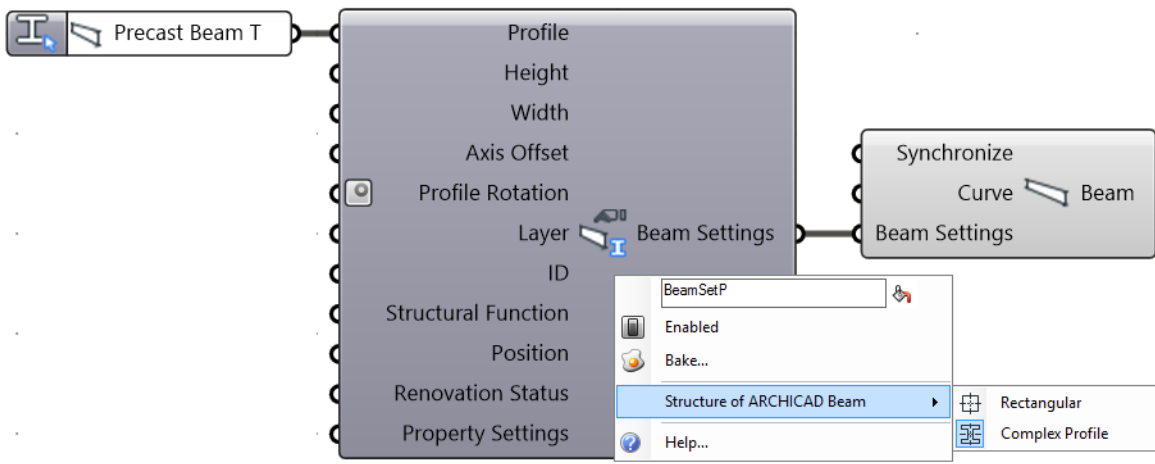 Precast Beam T
Profile
Height
Width
Axis Offset
Profile Rotation
Layer
ID
Structural Function
Position
Renovation Status
Property Settings
Beam Settings
Synchronize
Curve
Beam Settings
Beam
BeamSetP
Enabled
Bake...
Structure of ARCHICAD Beam
Help...
Rectangular
Complex Profile